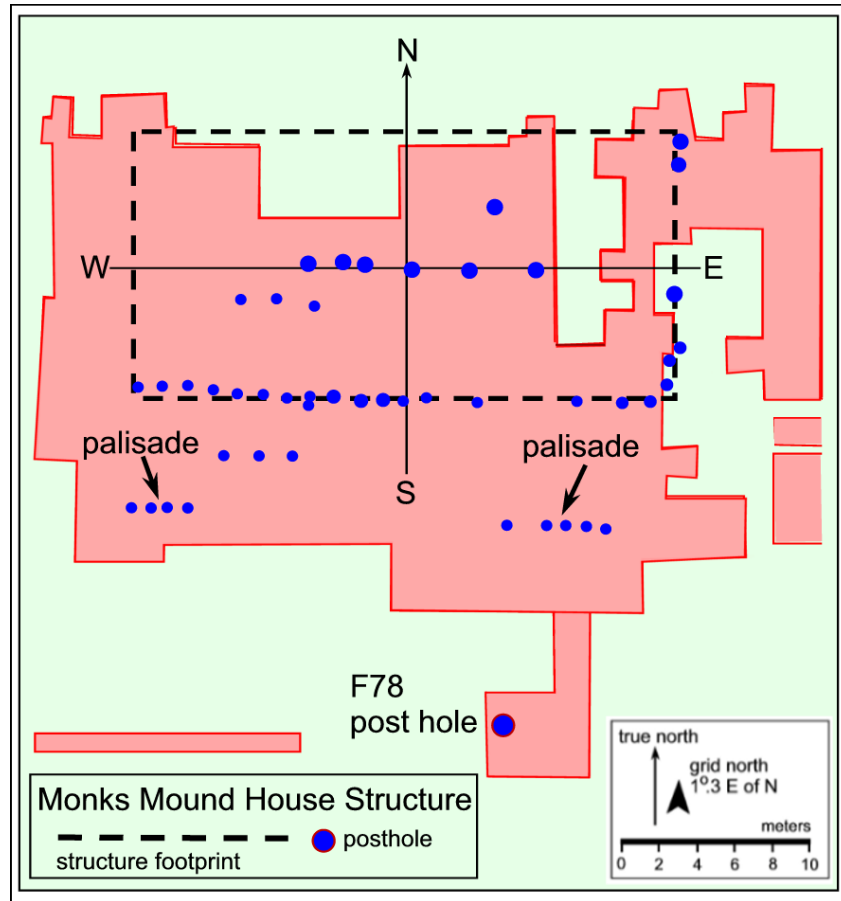 N
W
E
palisade
palisade
S
F78
post hole
true north
grid north
1°.3 E of N
meters
0 2 4 6 8 10
Monks Mound House Structure
posthole
structure footprint